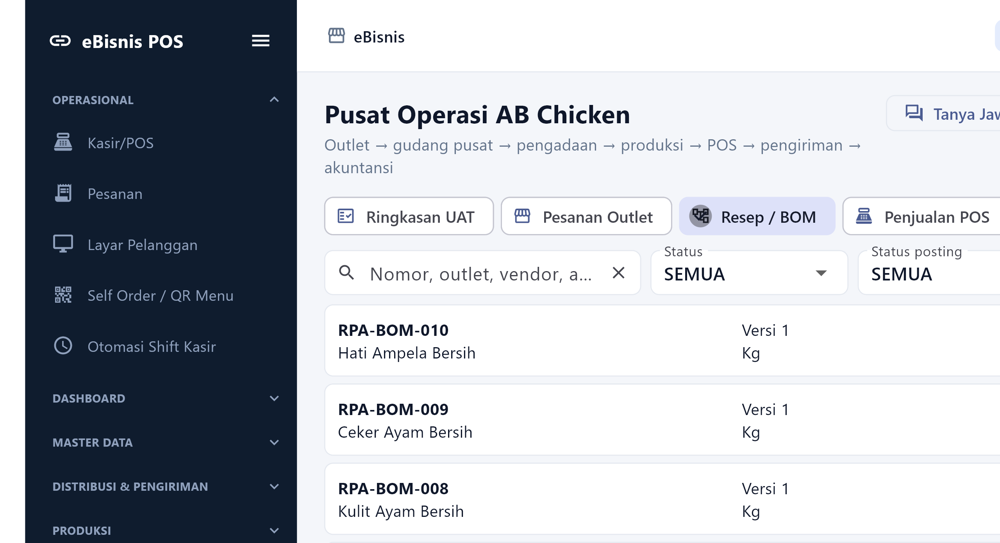 eBisnis POS
OPERASIONAL
Kasir/POS
Pesanan
Layar Pelanggan
Self Order / QR Menu
Otomasi Shift Kasir
DASHBOARD
MASTER DATA
DISTRIBUSI & PENGIRIMAN
PRODUKSI
eBisnis
Pusat Operasi AB Chicken
Tanya
Outlet → gudang pusat → pengadaan → produksi → POS → pengiriman →
akuntansi
Ringkasan UAT
Pesanan Outlet
Resep / BOM
Penjualan POS
Nomor, outlet, vendor, a...
Status
SEMUA
Status posting
SEMUA
RPA-BOM-010
Versi 1
Hati Ampela Bersih
Kg
RPA-BOM-009
Versi 1
Ceker Ayam Bersih
Kg
RPA-BOM-008
Versi 1
Kulit Ayam Bersih
Kg